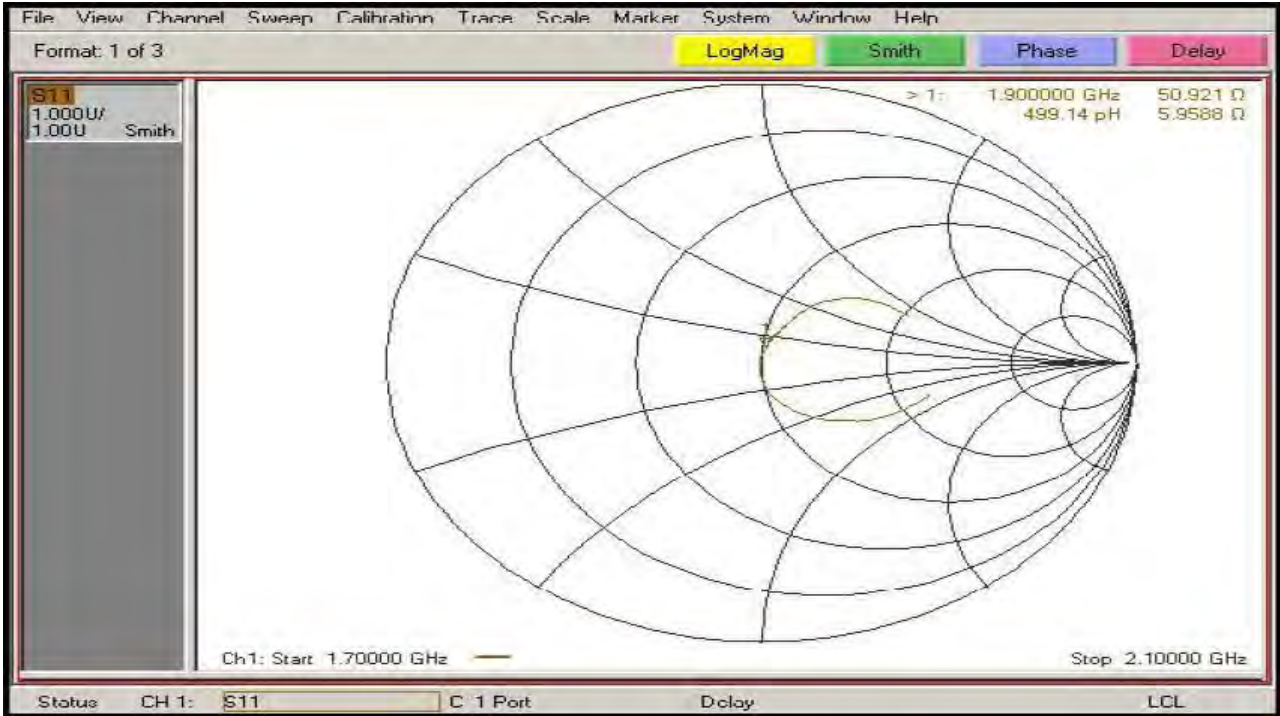 File View Channel Sweep Calibration Trace Scale Marker System Window Help
Format: 1 of 3 LogMag Smith Phase Delay
S11
1.000U/
1.00U Smith
> 1: 1.900000 GHz 50.921 Ω
499.14 pH 5.9588 Ω
Ch1: Start 1.70000 GHz Stop 2.10000 GHz
Status CH 1: S11 C 1 Port Delay LCL